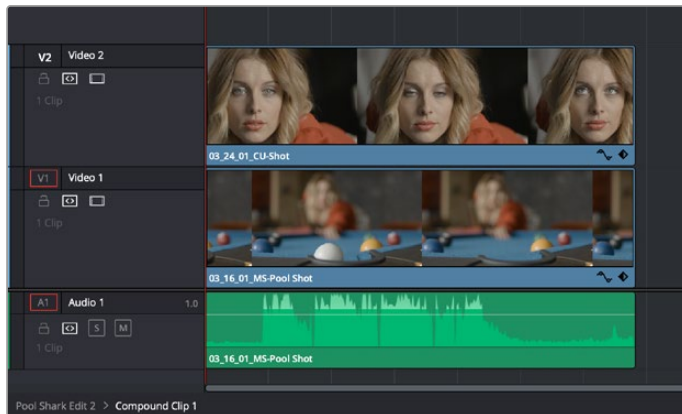 V2 Video 2
1 Clip
03_24_01_CU-Shot
V1 Video 1
1 Clip
03_16_01_MS-Pool Shot
A1 Audio 1 1.0
S M
1 Clip
03_16_01_MS-Pool Shot
Pool Shark Edit 2 > Compound Clip 1